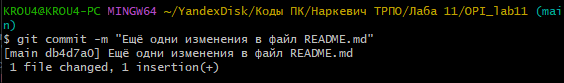 KROU4@KROU4-PC MINGW64 ~/YandexDisk/Коды ПК/Наркевич ТРПО/Лаба 11/OPI_lab11 (mai
n)
$ git commit -m "Ещё одни изменения в файл README.md"
[main db4d7a0] Ещё одни изменения в файл README.md
 1 file changed, 1 insertion(+)